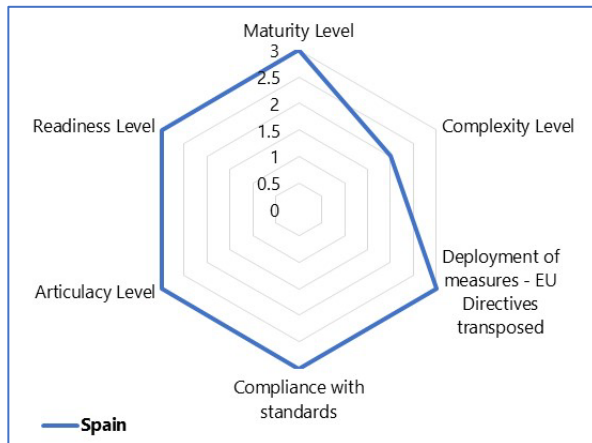 Maturity Level
3
2.5
2
1.5
1
0.5
0
Readiness Level
Complexity Level
Articulacy Level
Deployment of
measures - EU
Directives
transposed
Compliance with
standards
Spain